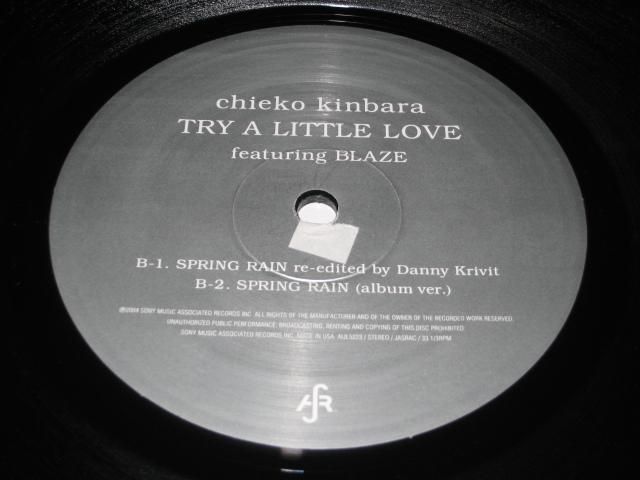 chieko kinbara
TRY A LITTLE LOVE
featuring BLAZE
B-1. SPRING RAIN re-edited by Danny Krivit
B-2. SPRING RAIN (album ver.)
℗2004 SONY MUSIC ASSOCIATED RECORDS INC. ALL RIGHTS OF THE MANUFACTURER AND OF THE OWNER OF THE RECORDED WORK RESERVED.
UNAUTHORIZED PUBLIC PERFORMANCE; BROADCASTING, RENTING AND COPYING OF THIS DISC PROHIBITED
SONY MUSIC ASSOCIATED RECORDS INC. MADE IN USA. / STEREO / JASRAC / 33 1/3RPM